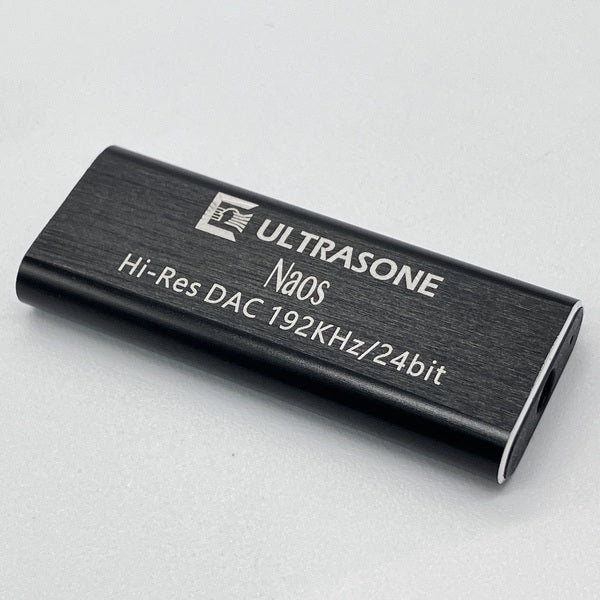 ULTRASONE
Naos
Hi-Res DAC 192KHz/24bit